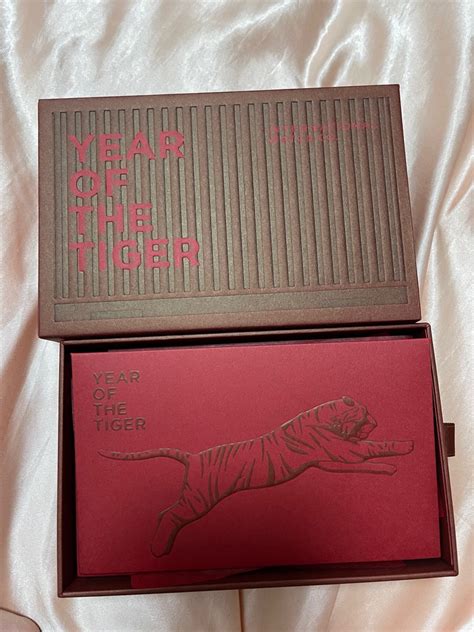 YEAR
OF
THE
TIGER
YEAR
OF
THE
TIGER